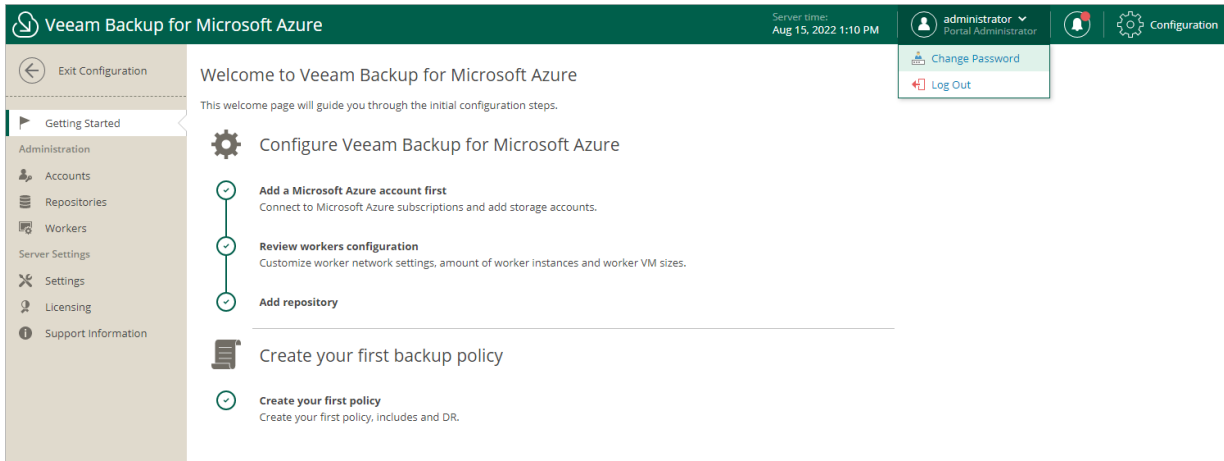 Veeam Backup for Microsoft Azure
Server time:
Aug 15, 2022 1:10 PM
administrator
Portal Administrator
Configuration
Change Password
Log Out
Exit Configuration
Getting Started
Administration
Accounts
Repositories
Workers
Server Settings
Settings
Licensing
Support Information
Welcome to Veeam Backup for Microsoft Azure
This welcome page will guide you through the initial configuration steps.
Configure Veeam Backup for Microsoft Azure
Add a Microsoft Azure account first
Connect to Microsoft Azure subscriptions and add storage accounts.
Review workers configuration
Customize worker network settings, amount of worker instances and worker VM sizes.
Add repository
Create your first backup policy
Create your first policy
Create your first policy, includes and DR.